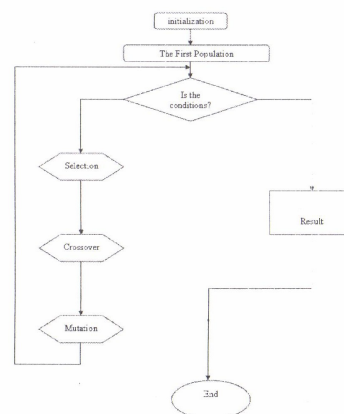 initialization
The First Population
Is the
conditions?
Selection
Crossover
Result
Mutation
End